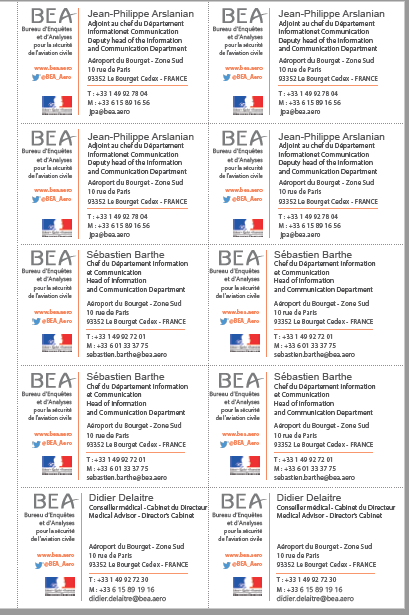 BEA
Bureau d'Enquêtes
et d'Analyses
pour la sécurité
de l'aviation civile
www.bea.aero
@BEA_Aero
Jean-Philippe Arslanian
Adjoint au chef du Département
Informationet Communication
Deputy head of the Information
and Communication Department
Aéroport du Bourget - Zone Sud
10 rue de Paris
93352 Le Bourget Cedex - FRANCE
T : +33 1 49 92 78 04
M : +33 6 15 89 16 56
jpa@bea.aero
BEA
Bureau d'Enquêtes
et d'Analyses
pour la sécurité
de l'aviation civile
www.bea.aero
@BEA_Aero
Jean-Philippe Arslanian
Adjoint au chef du Département
Informationet Communication
Deputy head of the Information
and Communication Department
Aéroport du Bourget - Zone Sud
10 rue de Paris
93352 Le Bourget Cedex - FRANCE
T : +33 1 49 92 78 04
M : +33 6 15 89 16 56
jpa@bea.aero
BEA
Bureau d'Enquêtes
et d'Analyses
pour la sécurité
de l'aviation civile
www.bea.aero
@BEA_Aero
Jean-Philippe Arslanian
Adjoint au chef du Département
Informationet Communication
Deputy head of the Information
and Communication Department
Aéroport du Bourget - Zone Sud
10 rue de Paris
93352 Le Bourget Cedex - FRANCE
T : +33 1 49 92 78 04
M : +33 6 15 89 16 56
jpa@bea.aero
BEA
Bureau d'Enquêtes
et d'Analyses
pour la sécurité
de l'aviation civile
www.bea.aero
@BEA_Aero
Jean-Philippe Arslanian
Adjoint au chef du Département
Informationet Communication
Deputy head of the Information
and Communication Department
Aéroport du Bourget - Zone Sud
10 rue de Paris
93352 Le Bourget Cedex - FRANCE
T : +33 1 49 92 78 04
M : +33 6 15 89 16 56
jpa@bea.aero
BEA
Bureau d'Enquêtes
et d'Analyses
pour la sécurité
de l'aviation civile
www.bea.aero
@BEA_Aero
Sébastien Barthe
Chef du Département Information
et Communication
Head of Information
and Communication Department
Aéroport du Bourget - Zone Sud
10 rue de Paris
93352 Le Bourget Cedex - FRANCE
T : +33 1 49 92 72 01
M : +33 6 01 33 37 75
sebastien.barthe@bea.aero
BEA
Bureau d'Enquêtes
et d'Analyses
pour la sécurité
de l'aviation civile
www.bea.aero
@BEA_Aero
Sébastien Barthe
Chef du Département Information
et Communication
Head of Information
and Communication Department
Aéroport du Bourget - Zone Sud
10 rue de Paris
93352 Le Bourget Cedex - FRANCE
T : +33 1 49 92 72 01
M : +33 6 01 33 37 75
sebastien.barthe@bea.aero
BEA
Bureau d'Enquêtes
et d'Analyses
pour la sécurité
de l'aviation civile
www.bea.aero
@BEA_Aero
Sébastien Barthe
Chef du Département Information
et Communication
Head of Information
and Communication Department
Aéroport du Bourget - Zone Sud
10 rue de Paris
93352 Le Bourget Cedex - FRANCE
T : +33 1 49 92 72 01
M : +33 6 01 33 37 75
sebastien.barthe@bea.aero
BEA
Bureau d'Enquêtes
et d'Analyses
pour la sécurité
de l'aviation civile
www.bea.aero
@BEA_Aero
Sébastien Barthe
Chef du Département Information
et Communication
Head of Information
and Communication Department
Aéroport du Bourget - Zone Sud
10 rue de Paris
93352 Le Bourget Cedex - FRANCE
T : +33 1 49 92 72 01
M : +33 6 01 33 37 75
sebastien.barthe@bea.aero
BEA
Bureau d'Enquêtes
et d'Analyses
pour la sécurité
de l'aviation civile
www.bea.aero
@BEA_Aero
Didier Delaitre
Conseiller médical - Cabinet du Directeur
Medical Advisor - Director's Cabinet
Aéroport du Bourget - Zone Sud
10 rue de Paris
93352 Le Bourget Cedex - FRANCE
T : +33 1 49 92 72 30
M : +33 6 15 89 19 16
didier.delaitre@bea.aero
BEA
Bureau d'Enquêtes
et d'Analyses
pour la sécurité
de l'aviation civile
www.bea.aero
@BEA_Aero
Didier Delaitre
Conseiller médical - Cabinet du Directeur
Medical Advisor - Director's Cabinet
Aéroport du Bourget - Zone Sud
10 rue de Paris
93352 Le Bourget Cedex - FRANCE
T : +33 1 49 92 72 30
M : +33 6 15 89 19 16
didier.delaitre@bea.aero